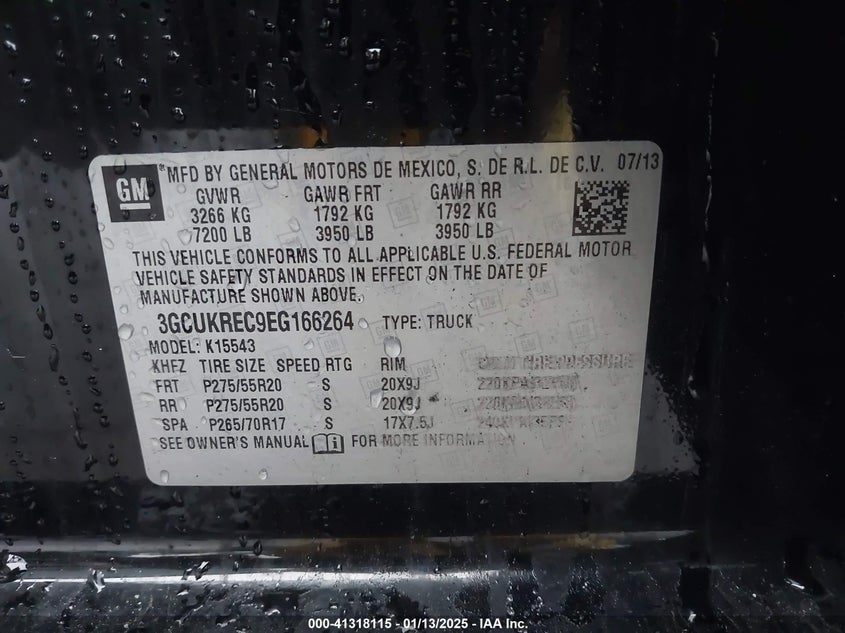 GM
*MFD BY GENERAL MOTORS DE MEXICO, S. DE R.L. DE C.V. 07/13
GVWR GAWR FRT GAWR RR
3266 KG 1792 KG 1792 KG
7200 LB 3950 LB 3950 LB
THIS VEHICLE CONFORMS TO ALL APPLICABLE U.S. FEDERAL MOTOR
VEHICLE SAFETY STANDARDS IN EFFECT ON THE DATE OF
MANUFACTURE SHOWN ABOVE.
3GCUKREC9EG166264 TYPE: TRUCK
MODEL: K15543
KHFZ TIRE SIZE SPEED RTG RIM
FRT P275/55R20 S 20X9J
RR P275/55R20 S 20X9J
SPA P265/70R17 S 17X7.5J
SEE OWNER'S MANUAL FOR MORE INFORMATION
000-41318115 - 01/13/2025 - IAA Inc.